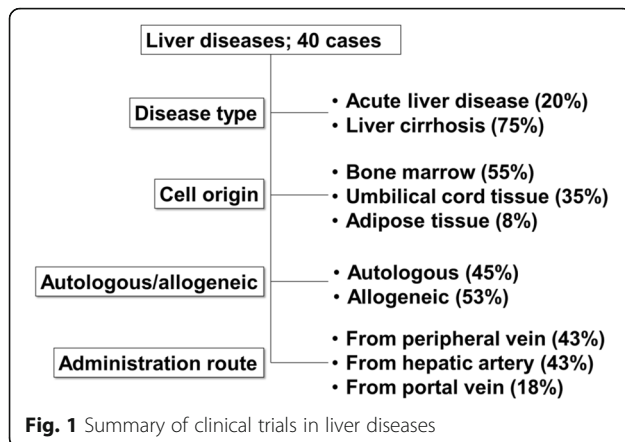 Liver diseases; 40 cases
Disease type
• Acute liver disease (20%)
• Liver cirrhosis (75%)
Cell origin
• Bone marrow (55%)
• Umbilical cord tissue (35%)
• Adipose tissue (8%)
Autologous/allogeneic
• Autologous (45%)
• Allogeneic (53%)
Administration route
• From peripheral vein (43%)
• From hepatic artery (43%)
• From portal vein (18%)
Fig. 1 Summary of clinical trials in liver diseases